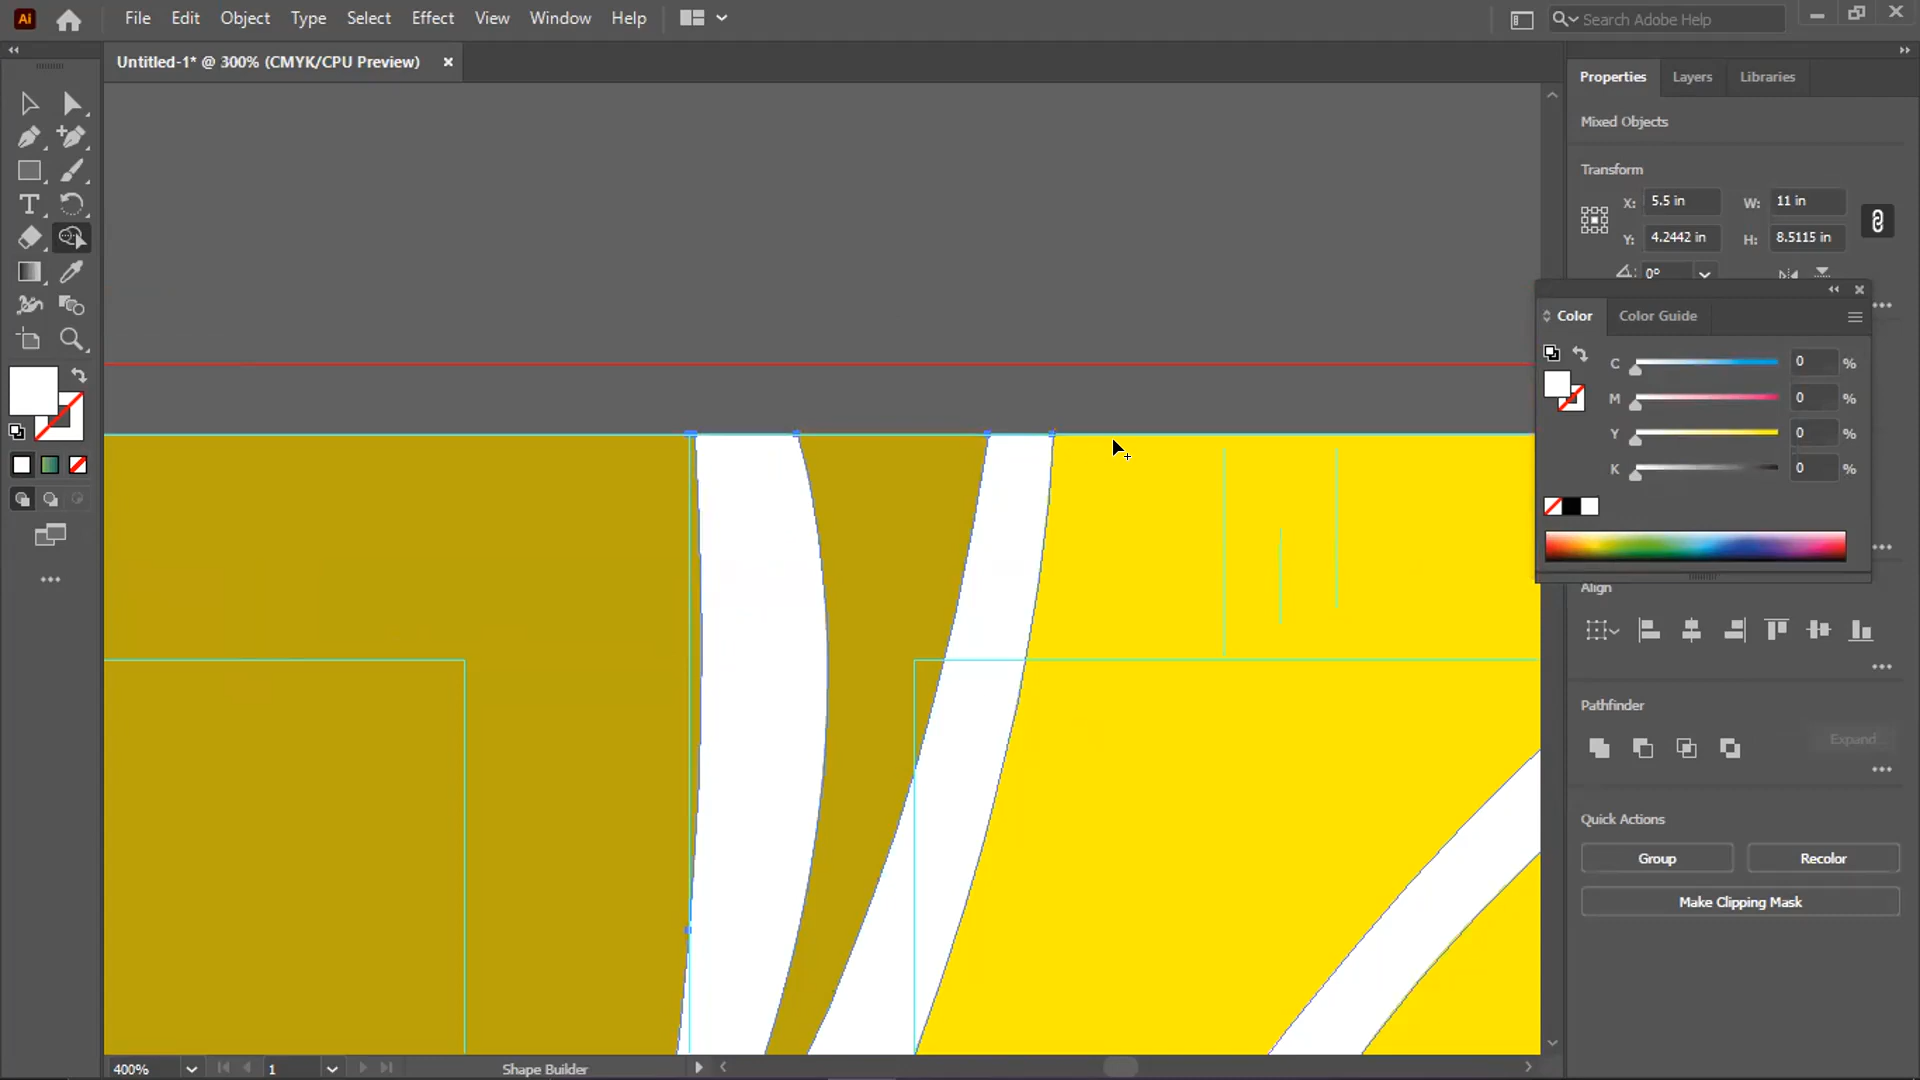 Ai File Edit Object Type Select Effect View Window Help Search Adobe Help
Untitled-1* @ 300% (CMYK/CPU Preview) ×
Properties Layers Libraries
Mixed Objects
Transform
X: 5.5 in W: 11 in
Y: 4.2442 in H: 8.5115 in
0°
Color Color Guide
C 0 %
M 0 %
Y 0 %
K 0 %
Align
Pathfinder
Expand
Quick Actions
Group Recolor
Make Clipping Mask
400% 1 Shape Builder